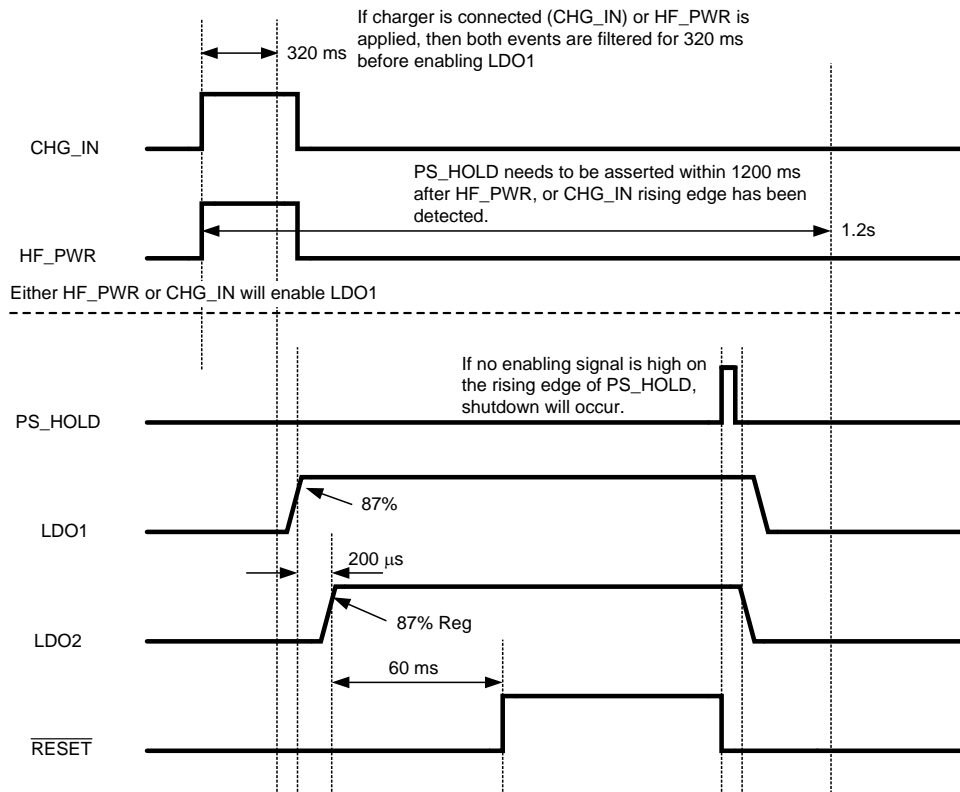 If charger is connected (CHG_IN) or HF_PWR is
applied, then both events are filtered for 320 ms
before enabling LDO1
320 ms
CHG_IN
PS_HOLD needs to be asserted within 1200 ms
after HF_PWR, or CHG_IN rising edge has been
detected.
1.2s
HF_PWR
Either HF_PWR or CHG_IN will enable LDO1
If no enabling signal is high on
the rising edge of PS_HOLD,
shutdown will occur.
PS_HOLD
87%
LDO1
200 μs
87% Reg
LDO2
60 ms
RESET